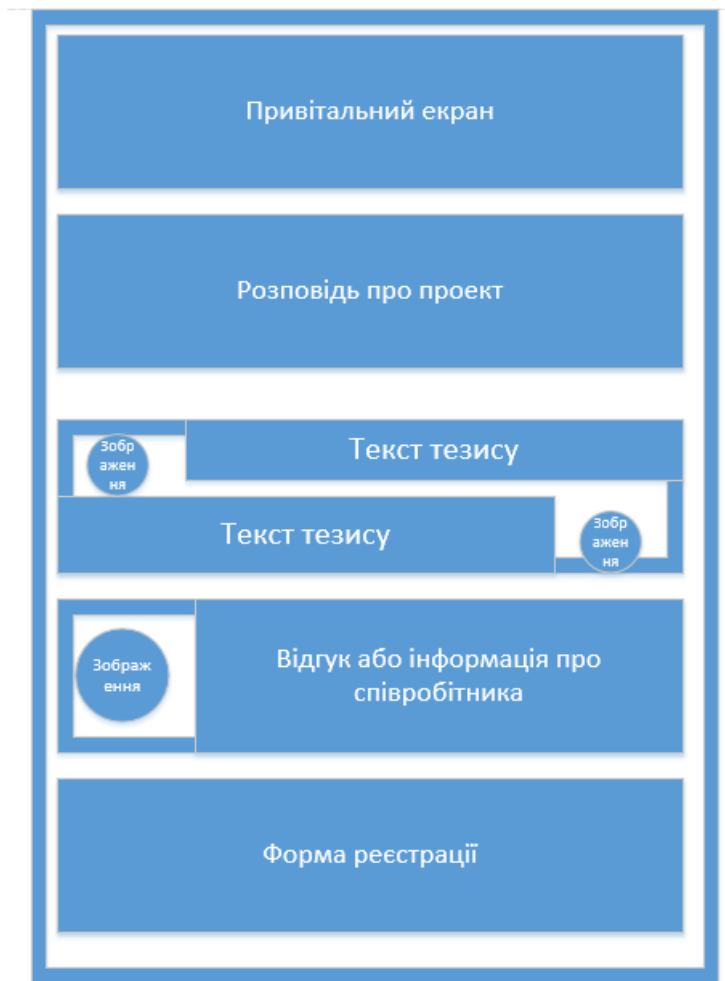 Привітальний екран
Розповідь про проект
Зобр
ажен
ня
Текст тезису
Текст тезису
Зобр
ажен
ня
Зображ
ення
Відгук або інформація про
співробітника
Форма реєстрації